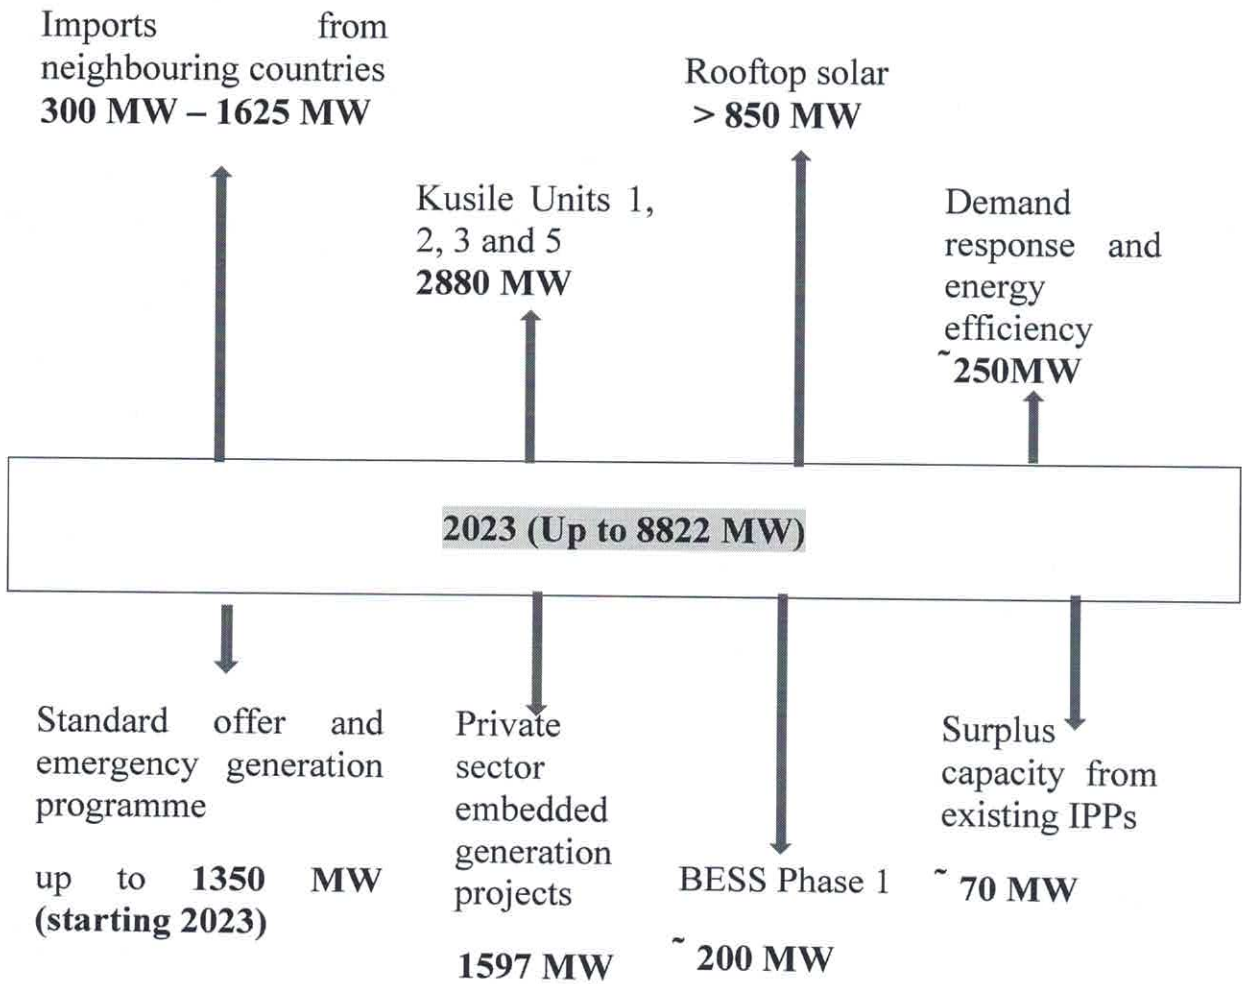 Imports from
neighbouring countries
300 MW – 1625 MW
Kusile Units 1,
2, 3 and 5
2880 MW
Rooftop solar
> 850 MW
Demand
response and
energy
efficiency
~250MW
2023 (Up to 8822 MW)
Standard offer and
emergency generation
programme
up to 1350 MW
(starting 2023)
Private
sector
embedded
generation
projects
1597 MW
BESS Phase 1
~ 200 MW
Surplus
capacity from
existing IPPs
~ 70 MW